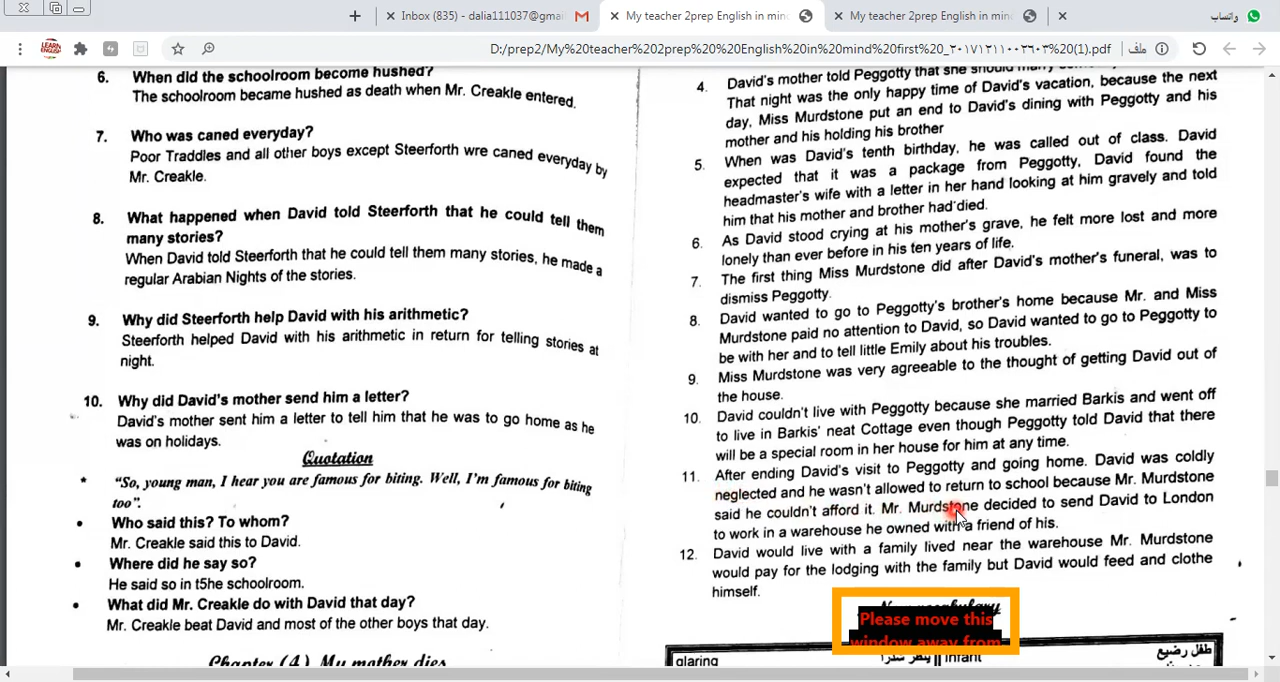 Inbox (835) - dalia111037@gmai
My teacher 2prep English in mind
My teacher 2prep English in mind
واتساب
D:/prep2/My%20teacher%202prep%20%20English%20in%20mind%20first%20_٢٠١٧١٢١١٠٠٢٦٠٣%20(1).pdf
ملف
6. When did the schoolroom become hushed?
The schoolroom became hushed as death when Mr. Creakle entered.
7. Who was caned everyday?
Poor Traddles and all other boys except Steerforth wre caned everyday by
Mr. Creakle.
8. What happened when David told Steerforth that he could tell them
many stories?
When David told Steerforth that he could tell them many stories, he made a
regular Arabian Nights of the stories.
9. Why did Steerforth help David with his arithmetic?
Steerforth helped David with his arithmetic in return for telling stories at
night.
10. Why did David's mother send him a letter?
David's mother sent him a letter to tell him that he was to go home as he
was on holidays.
Quotation
* "So, young man, I hear you are famous for biting. Well, I'm famous for biting
too".
• Who said this? To whom?
Mr. Creakle said this to David.
• Where did he say so?
He said so in t5he schoolroom.
• What did Mr. Creakle do with David that day?
Mr. Creakle beat David and most of the other boys that day.
Chapter (4) My mother dies
4. David's mother told Peggotty that she should
That night was the only happy time of David's vacation, because the next
day, Miss Murdstone put an end to David's dining with Peggotty and his
mother and his holding his brother
5. When was David's tenth birthday, he was called out of class. David
expected that it was a package from Peggotty, David found the
headmaster's wife with a letter in her hand looking at him gravely and told
him that his mother and brother had died.
6. As David stood crying at his mother's grave, he felt more lost and more
lonely than ever before in his ten years of life.
7. The first thing Miss Murdstone did after David's mother's funeral, was to
dismiss Peggotty.
8. David wanted to go to Peggotty's brother's home because Mr. and Miss
Murdstone paid no attention to David, so David wanted to go to Peggotty to
be with her and to tell little Emily about his troubles.
9. Miss Murdstone was very agreeable to the thought of getting David out of
the house.
10. David couldn't live with Peggotty because she married Barkis and went off
to live in Barkis' neat Cottage even though Peggotty told David that there
will be a special room in her house for him at any time.
11. After ending David's visit to Peggotty and going home. David was coldly
neglected and he wasn't allowed to return to school because Mr. Murdstone
said he couldn't afford it. Mr. Murdstone decided to send David to London
to work in a warehouse he owned with a friend of his.
12. David would live with a family lived near the warehouse Mr. Murdstone
would pay for the lodging with the family but David would feed and clothe
himself.
New vocabulary
Please move this
window away from
glaring
ينظر شذرا
infant
طفل رضيع